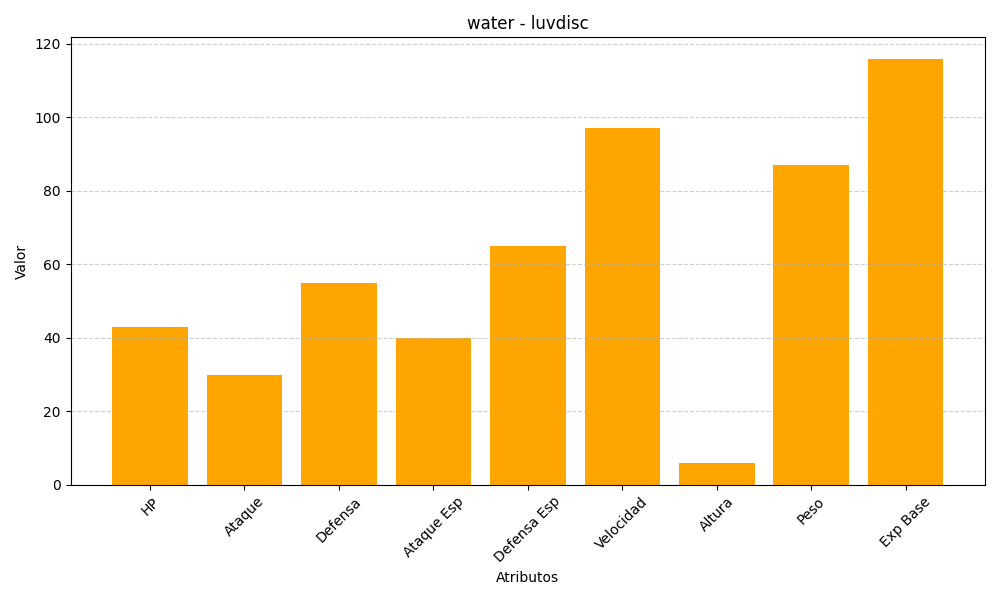 water - luvdisc
Valor
120
100
80
60
40
20
0
HP
Ataque
Defensa
Ataque Esp
Defensa Esp
Velocidad
Altura
Peso
Exp Base
Atributos